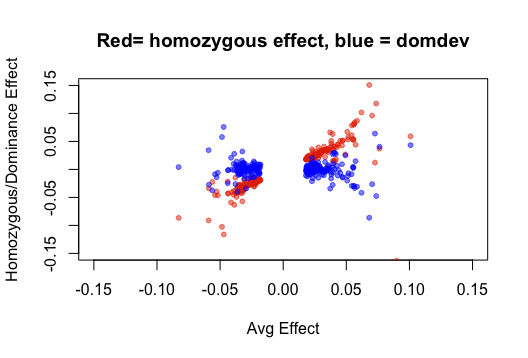 Red= homozygous effect, blue = domdev
Homozygous/Dominance Effect
0.15
0.05
-0.05
-0.15
-0.15 -0.10 -0.05 0.00 0.05 0.10 0.15
Avg Effect